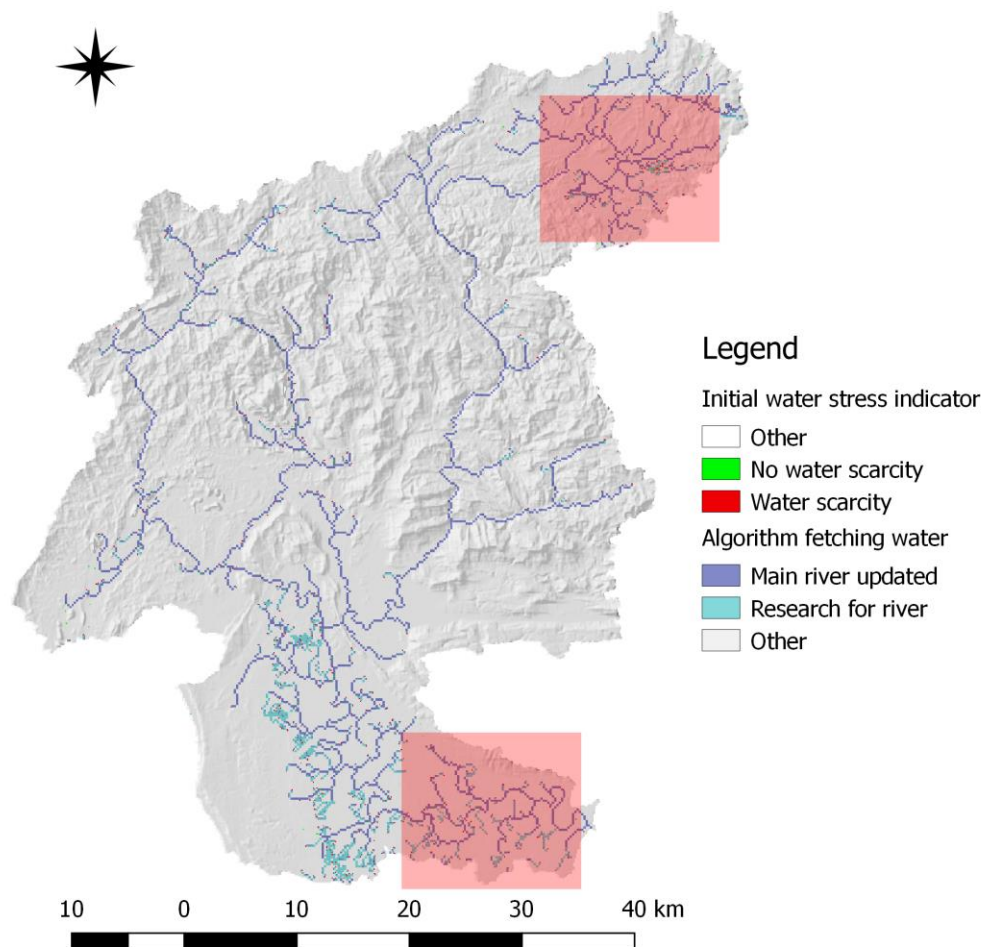 Legend
Initial water stress indicator
Other
No water scarcity
Water scarcity
Algorithm fetching water
Main river updated
Research for river
Other
10 0 10 20 30 40 km